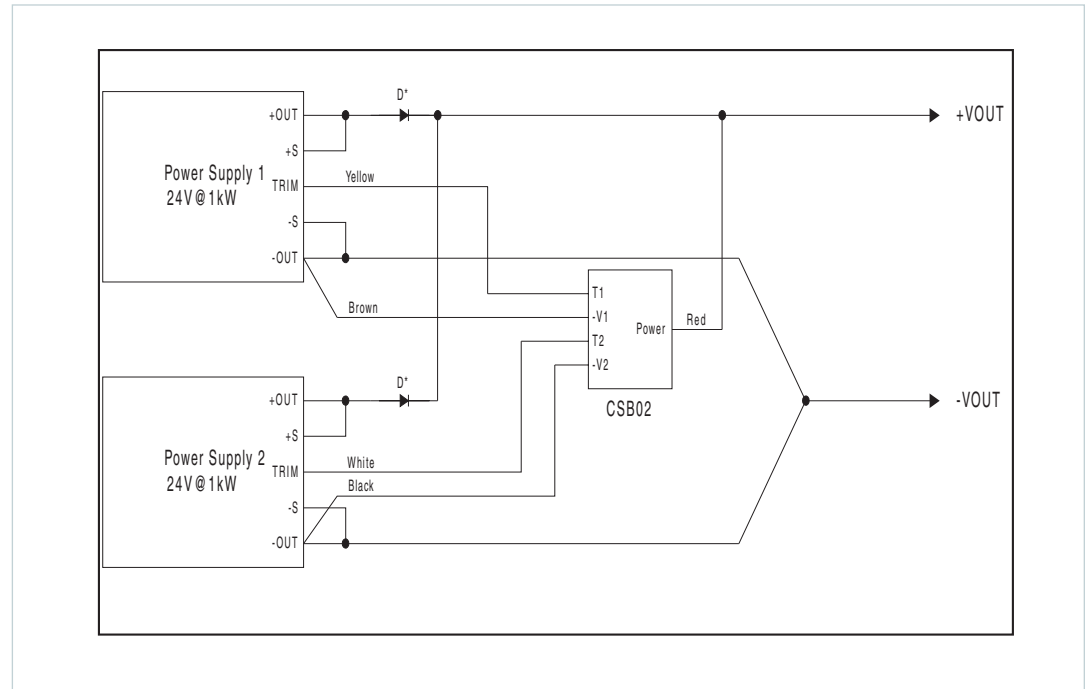 D*
+OUT
+VOUT
+S
Power Supply 1
24V@1kW
TRIM
Yellow
-S
-OUT
Brown
T1
-V1
Power
Red
T2
-V2
CSB02
D*
+OUT
-VOUT
+S
Power Supply 2
24V@1kW
TRIM
White
Black
-S
-OUT